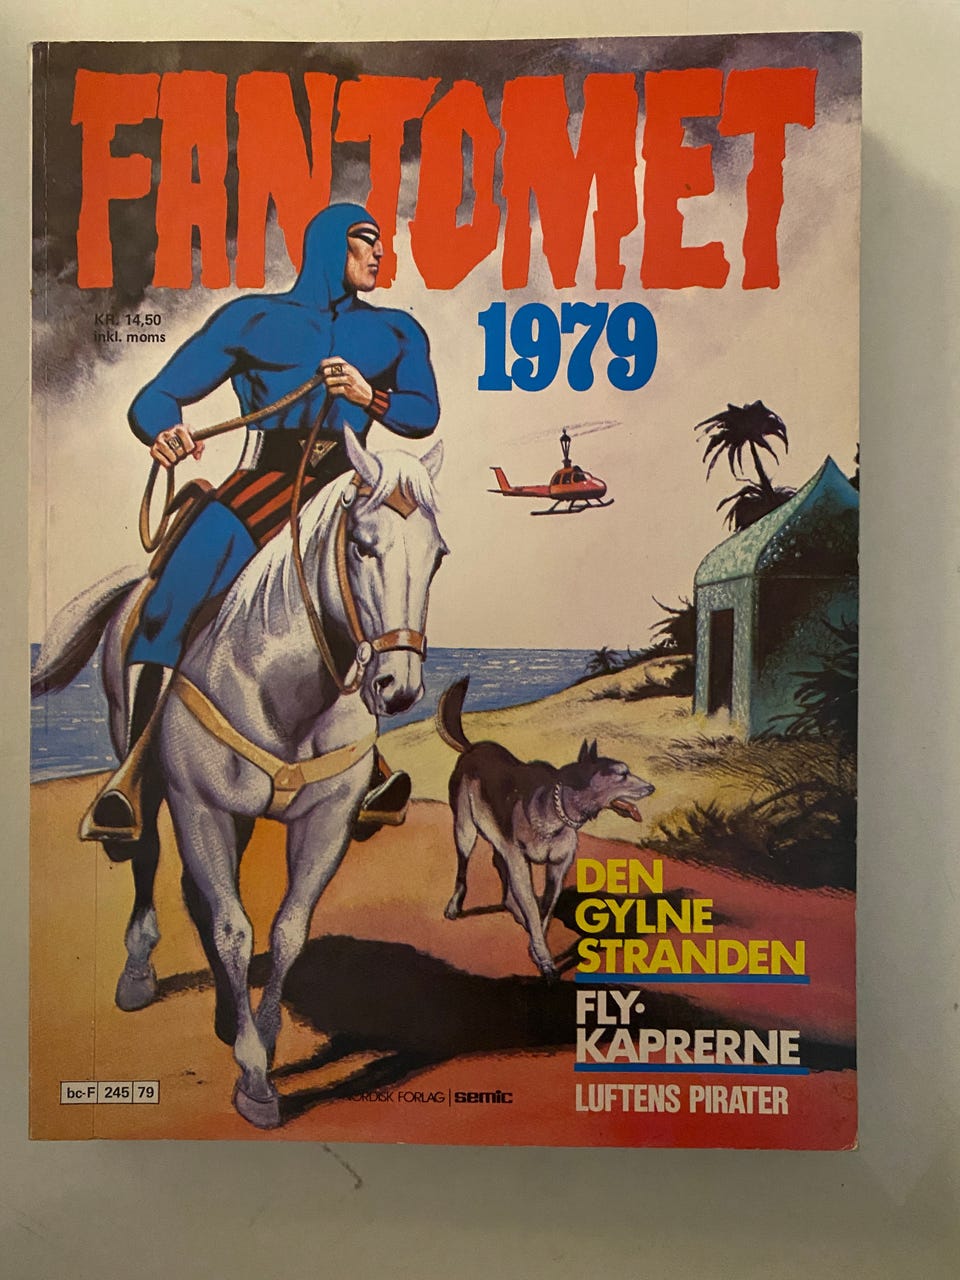 FANTOMET
1979
KR. 14,50
inkl. moms
DEN
GYLNE
STRANDEN
FLY-
KAPRERNE
LUFTENS PIRATER
NORDISK FORLAG | semic
bc-F 245 79